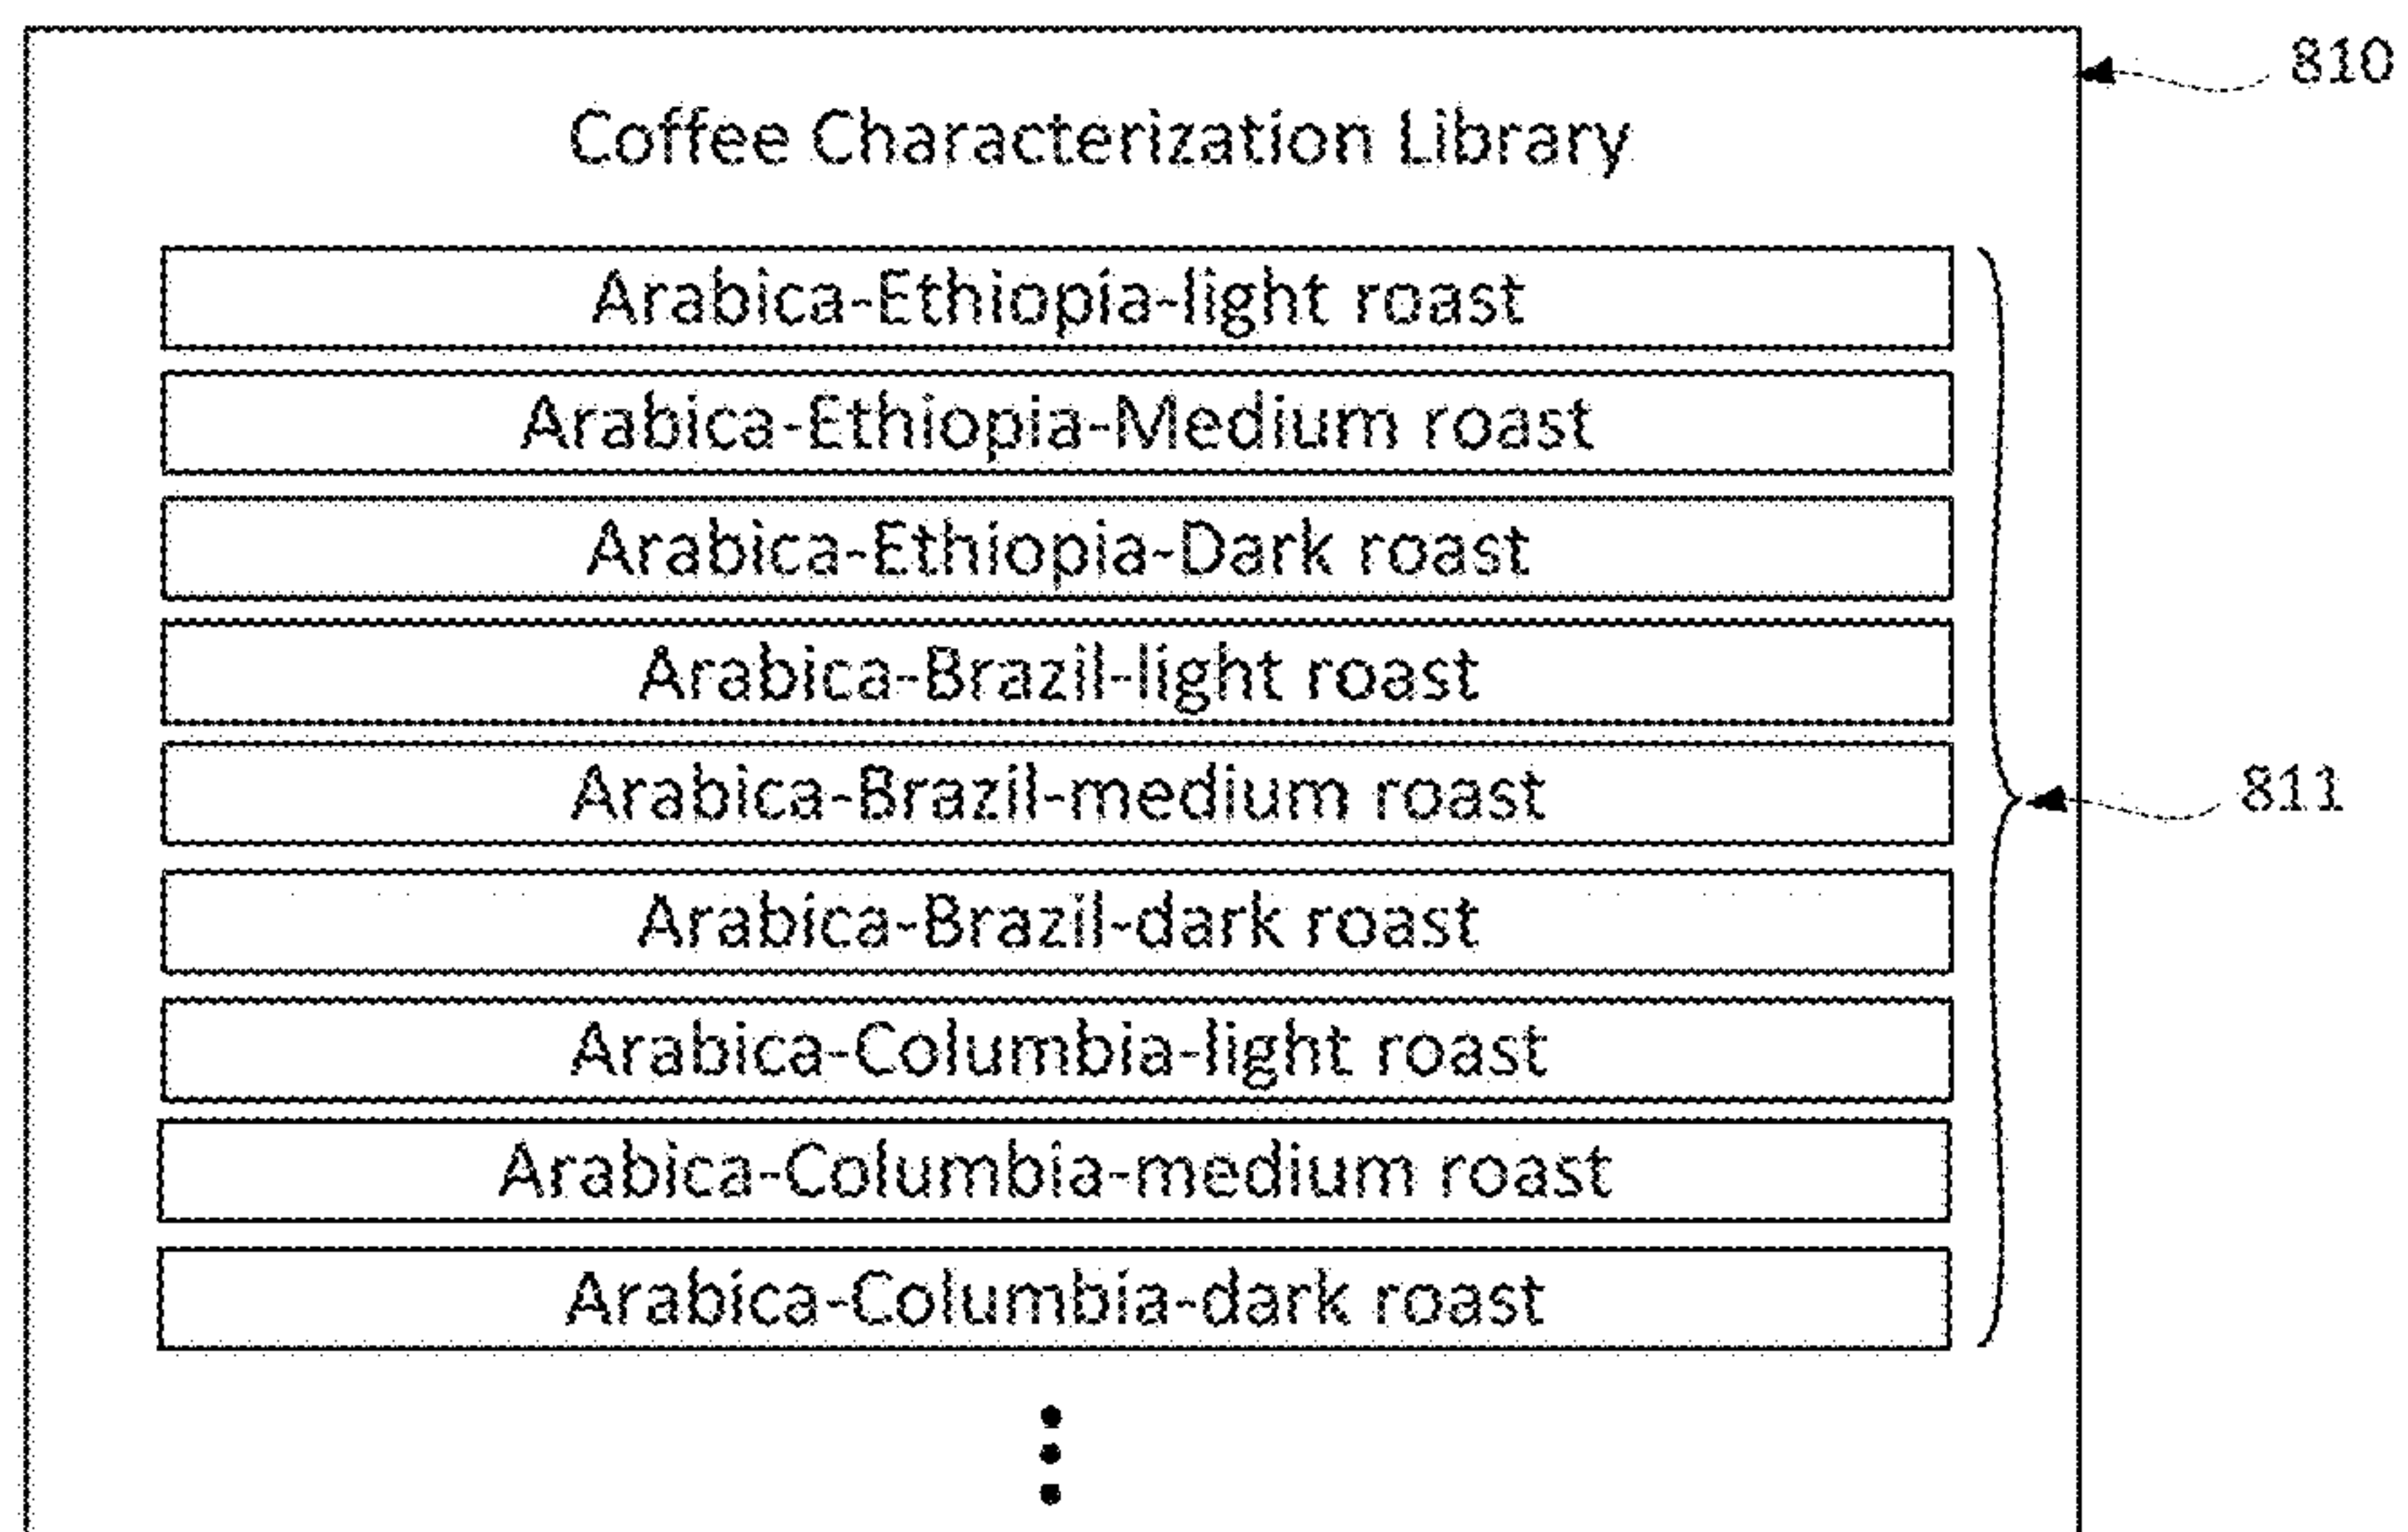 810
Coffee Characterization Library
Arabica-Ethiopia-light roast
Arabica-Ethiopia-Medium roast
Arabica-Ethiopia-Dark roast
Arabica-Brazil-light roast
Arabica-Brazil-medium roast
811
Arabica-Brazil-dark roast
Arabica-Columbia-light roast
Arabica-Columbia-medium roast
Arabica-Columbia-dark roast